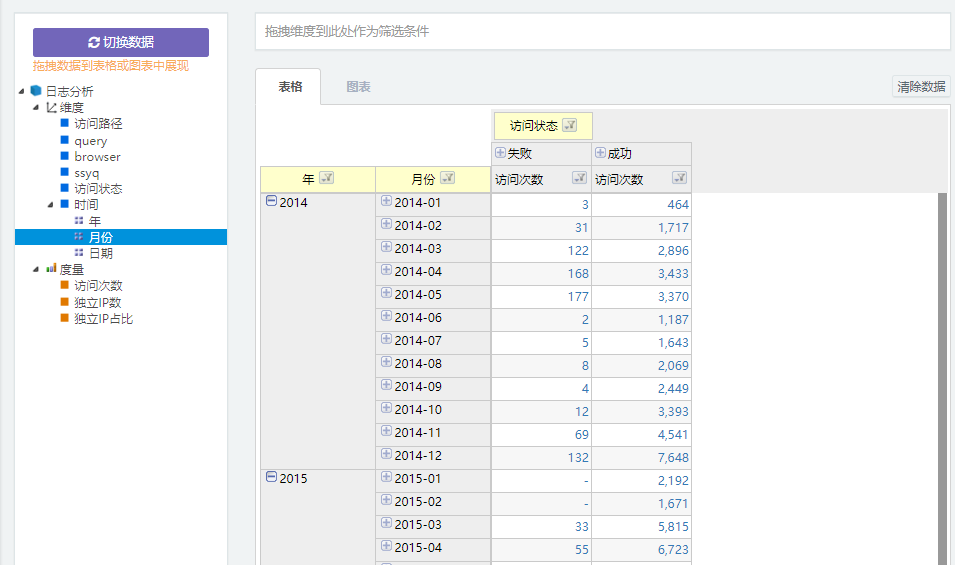 切换数据
拖拽数据到表格或图表中展现
日志分析
维度
访问路径
query
browser
ssyq
访问状态
时间
年
月份
日期
度量
访问次数
独立IP数
独立IP占比
拖拽维度到此处作为筛选条件
表格 图表 清除数据
访问状态
失败 成功
年 月份 访问次数 访问次数
2014 2014-01 3 464
2014-02 31 1,717
2014-03 122 2,896
2014-04 168 3,433
2014-05 177 3,370
2014-06 2 1,187
2014-07 5 1,643
2014-08 8 2,069
2014-09 4 2,449
2014-10 12 3,393
2014-11 69 4,541
2014-12 132 7,648
2015 2015-01 - 2,192
2015-02 - 1,671
2015-03 33 5,815
2015-04 55 6,723